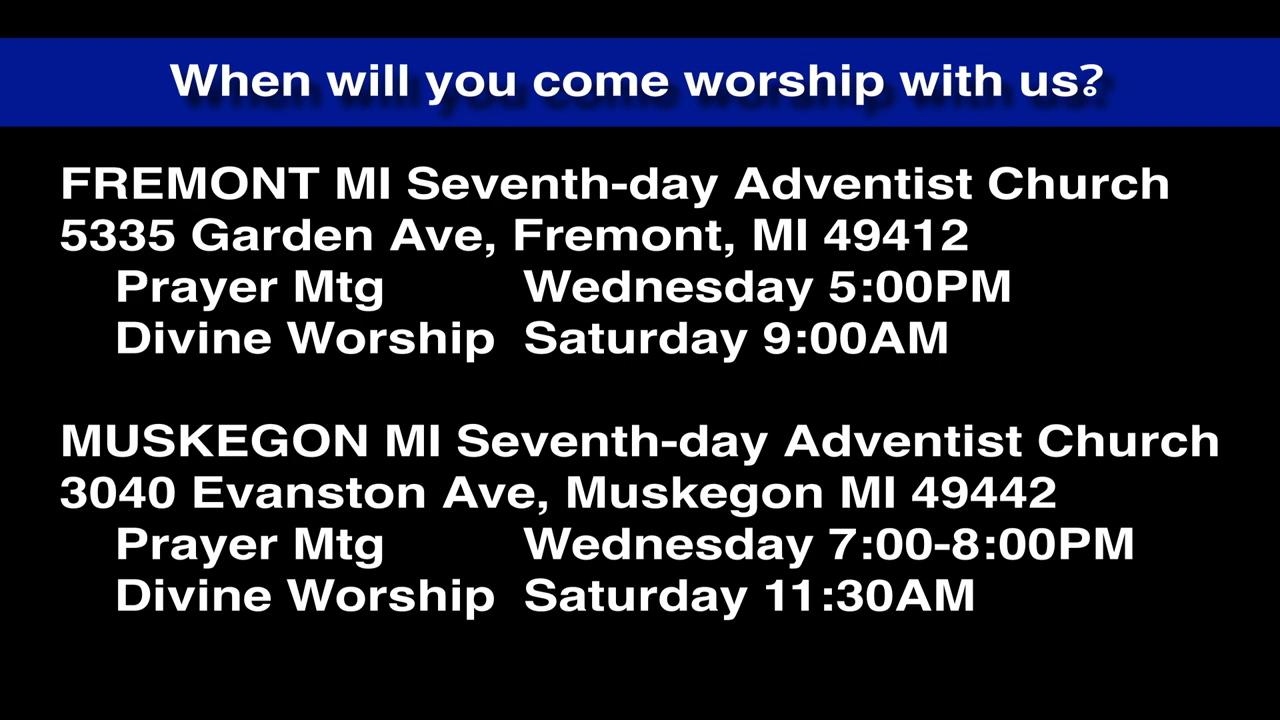 When will you come worship with us?
FREMONT MI Seventh-day Adventist Church
5335 Garden Ave, Fremont, MI 49412
Prayer Mtg Wednesday 5:00PM
Divine Worship Saturday 9:00AM
MUSKEGON MI Seventh-day Adventist Church
3040 Evanston Ave, Muskegon MI 49442
Prayer Mtg Wednesday 7:00-8:00PM
Divine Worship Saturday 11:30AM